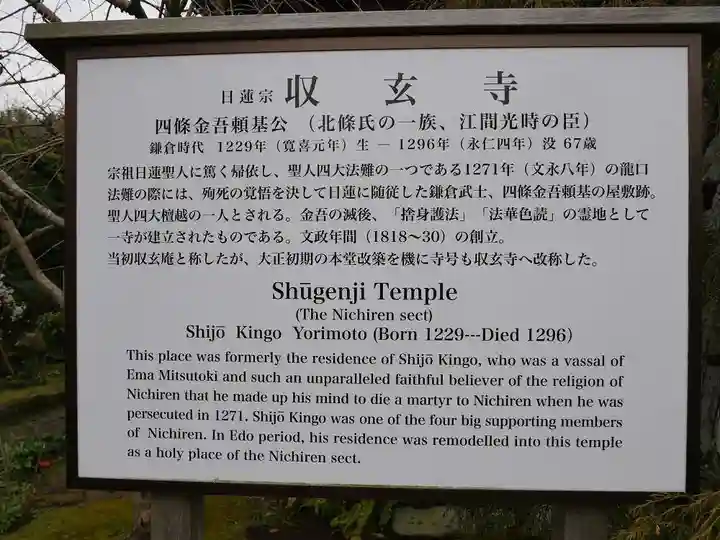 日蓮宗 収玄寺
四條金吾頼基公 （北條氏の一族、江間光時の臣）
鎌倉時代 1229年（寛喜元年）生 ― 1296年（永仁四年）没 67歳
宗祖日蓮聖人に篤く帰依し、聖人四大法難の一つである1271年（文永八年）の龍口
法難の際には、殉死の覚悟を決して日蓮に随従した鎌倉武士、四條金吾頼基の屋敷跡。
聖人四大檀越の一人とされる。金吾の滅後、「捨身護法」「法華色読」の霊地として
一寺が建立されたものである。文政年間（1818〜30）の創立。
当初収玄庵と称したが、大正初期の本堂改築を機に寺号も収玄寺へ改称した。
Shūgenji Temple
(The Nichiren sect)
Shijō Kingo Yorimoto (Born 1229---Died 1296)
This place was formerly the residence of Shijō Kingo, who was a vassal of
Ema Mitsutoki and such an unparalleled faithful believer of the religion of
Nichiren that he made up his mind to die a martyr to Nichiren when he was
persecuted in 1271. Shijō Kingo was one of the four big supporting members
of Nichiren. In Edo period, his residence was remodelled into this temple
as a holy place of the Nichiren sect.